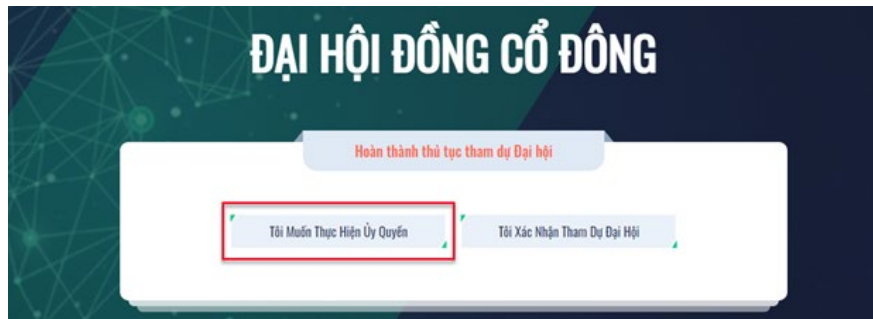 ĐẠI HỘI ĐỒNG CỔ ĐÔNG
Hoàn thành thủ tục tham dự Đại hội
Tôi Muốn Thực Hiện Ủy Quyền
Tôi Xác Nhận Tham Dự Đại Hội